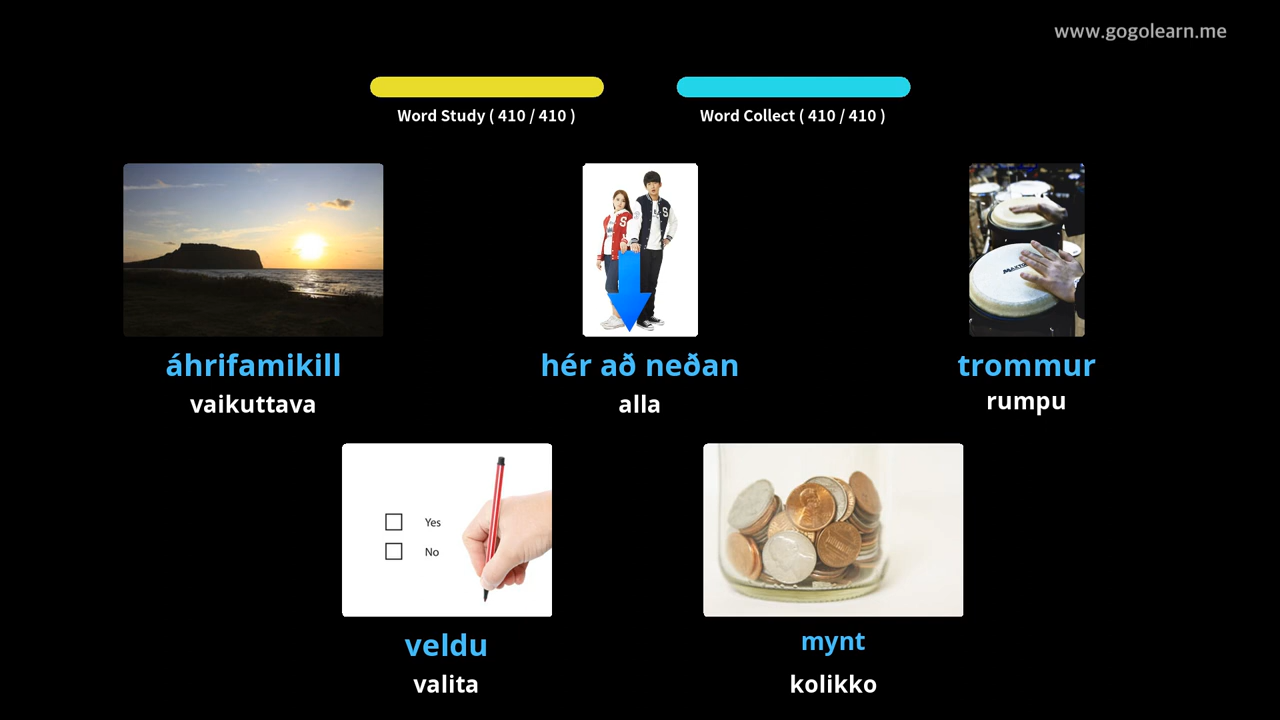 www.gogolearn.me
Word Study ( 410 / 410 )
Word Collect ( 410 / 410 )
S
S
áhrifamikill
hér að neðan
trommur
vaikuttava
alla
rumpu
Yes
No
veldu
mynt
valita
kolikko